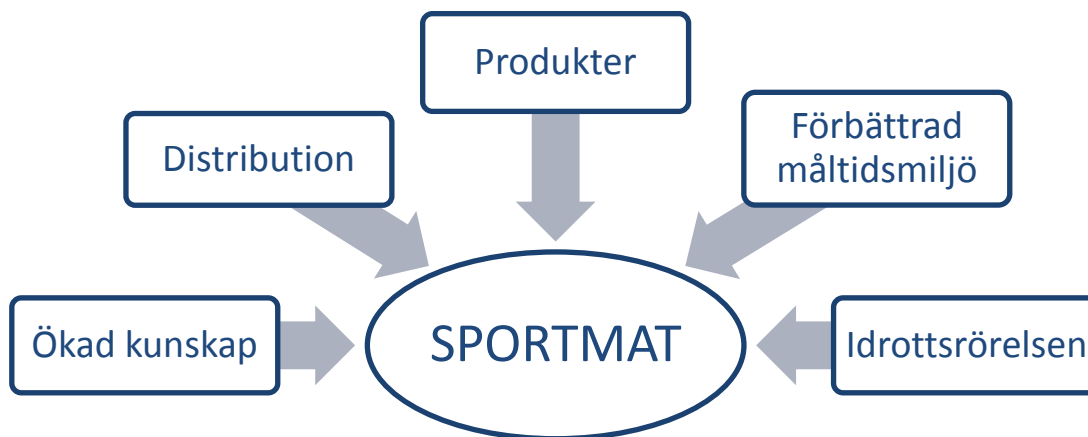 Produkter
Distribution
Förbättrad
måltidsmiljö
Ökad kunskap
SPORTMAT
Idrottsrörelsen